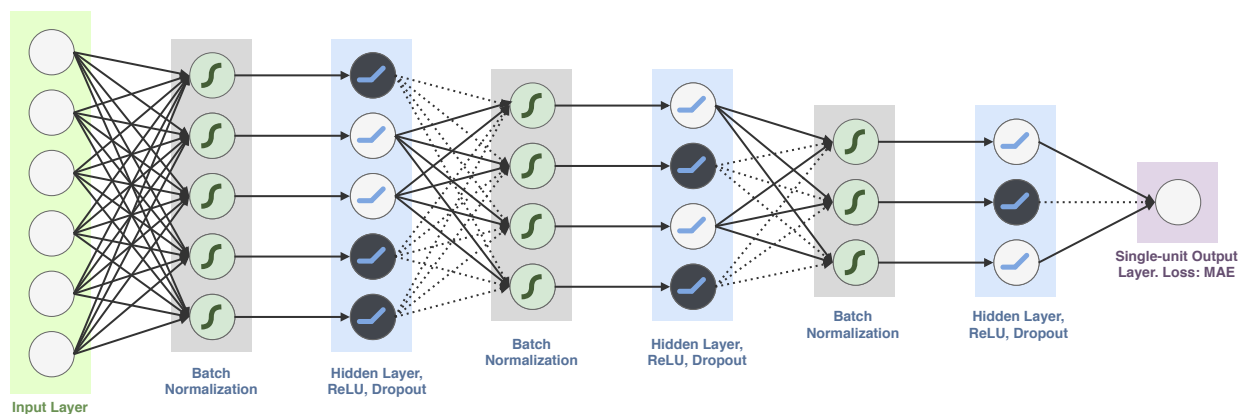 Input Layer
Batch
Normalization
Hidden Layer,
ReLU, Dropout
Batch
Normalization
Hidden Layer,
ReLU, Dropout
Batch
Normalization
Hidden Layer,
ReLU, Dropout
Single-unit Output
Layer. Loss: MAE